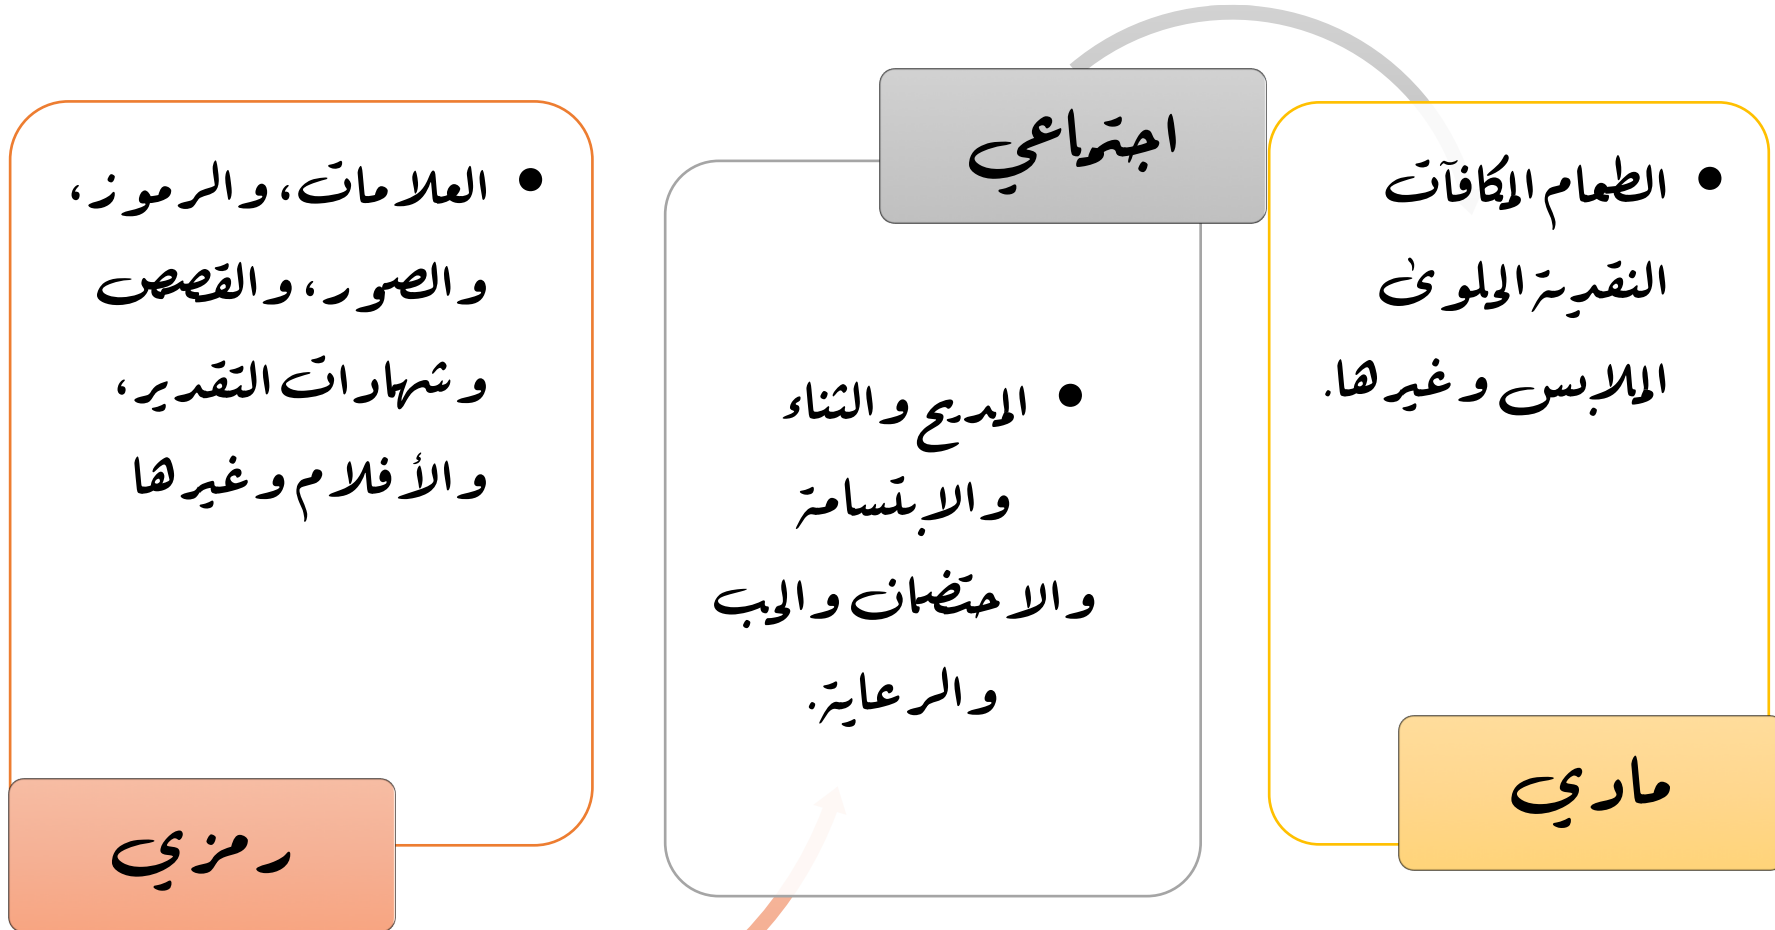 مادي
الطعام المكافآت
النقدية الحلوى
الملابس وغيرها.
اجتماعي
المديح والثناء
والابتسامة
والاحتضان والحب
والرعاية.
رمزي
العلامات، والرموز،
والصور، والقصص
وشهادات التقدير،
والأفلام وغيرها